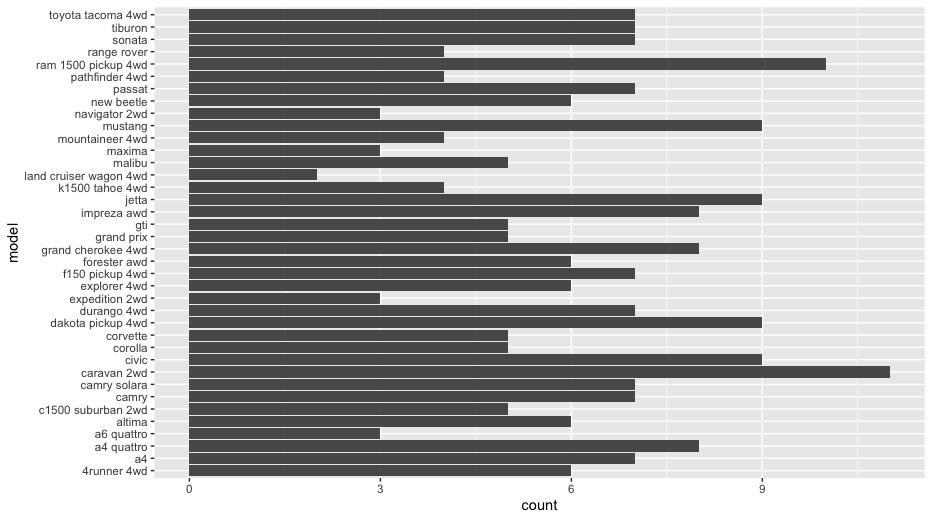 toyota tacoma 4wd
tiburon
sonata
range rover
ram 1500 pickup 4wd
pathfinder 4wd
passat
new beetle
navigator 2wd
mustang
mountaineer 4wd
maxima
malibu
land cruiser wagon 4wd
k1500 tahoe 4wd
jetta
impreza awd
gti
grand prix
grand cherokee 4wd
forester awd
f150 pickup 4wd
explorer 4wd
expedition 2wd
durango 4wd
dakota pickup 4wd
corvette
corolla
civic
caravan 2wd
camry solara
camry
c1500 suburban 2wd
altima
a6 quattro
a4 quattro
a4
4runner 4wd
model
0 3 6 9
count